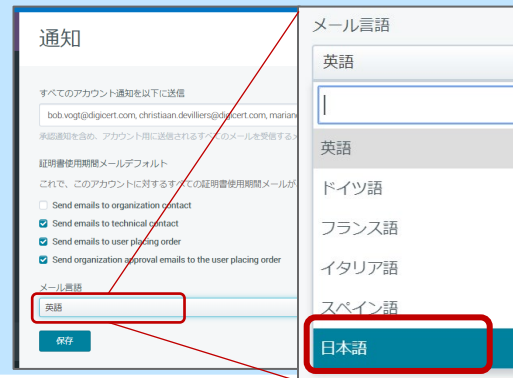 通知
すべてのアカウント通知を以下に送信
bob.vogt@digicert.com, christiaan.devilliers@digicert.com, mariann
承認通知を含め、アカウント用に送信されるすべてのメールを受信するメ
証明書使用期間メールデフォルト
これで、このアカウントに対するすべての証明書使用期間メールが
Send emails to organization contact
Send emails to technical contact
Send emails to user placing order
Send organization approval emails to the user placing order
メール言語
英語
保存
メール言語
英語
英語
ドイツ語
フランス語
イタリア語
スペイン語
日本語